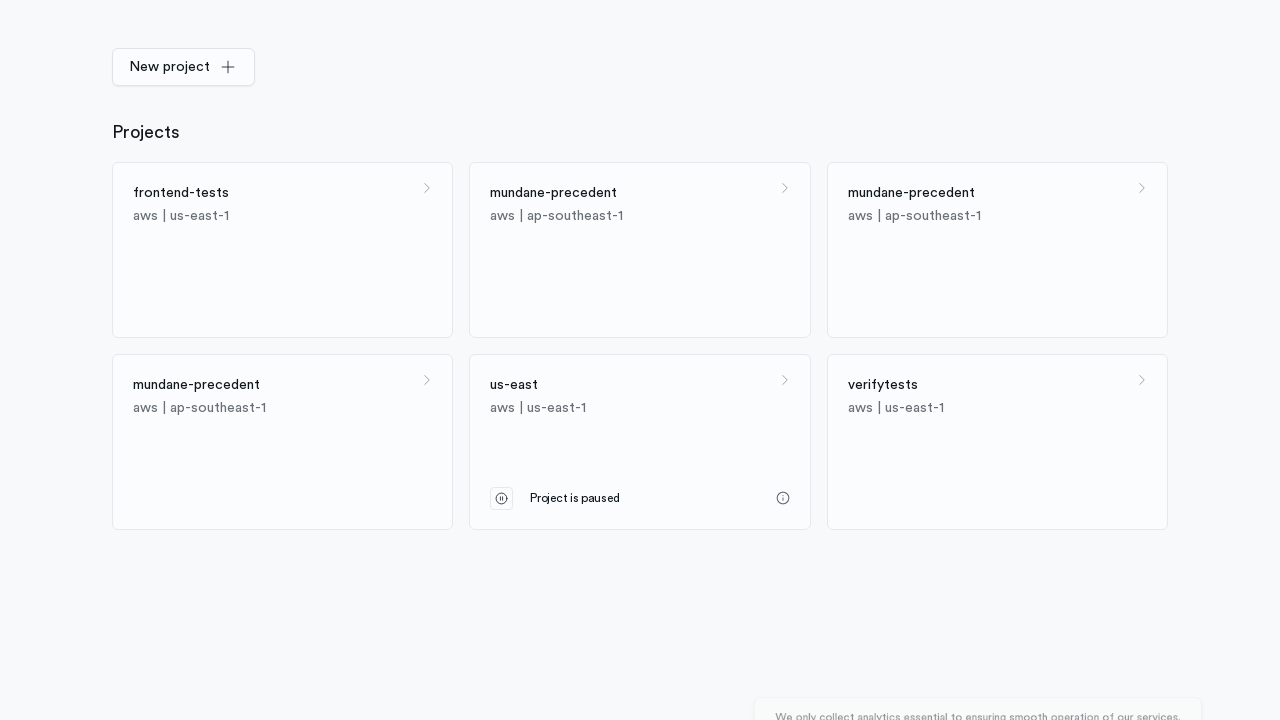 New project
Projects
frontend-tests
aws | us-east-1
mundane-precedent
aws | ap-southeast-1
mundane-precedent
aws | ap-southeast-1
mundane-precedent
aws | ap-southeast-1
us-east
aws | us-east-1
Project is paused
verifytests
aws | us-east-1
We only collect analytics essential to ensuring smooth operation of our services.